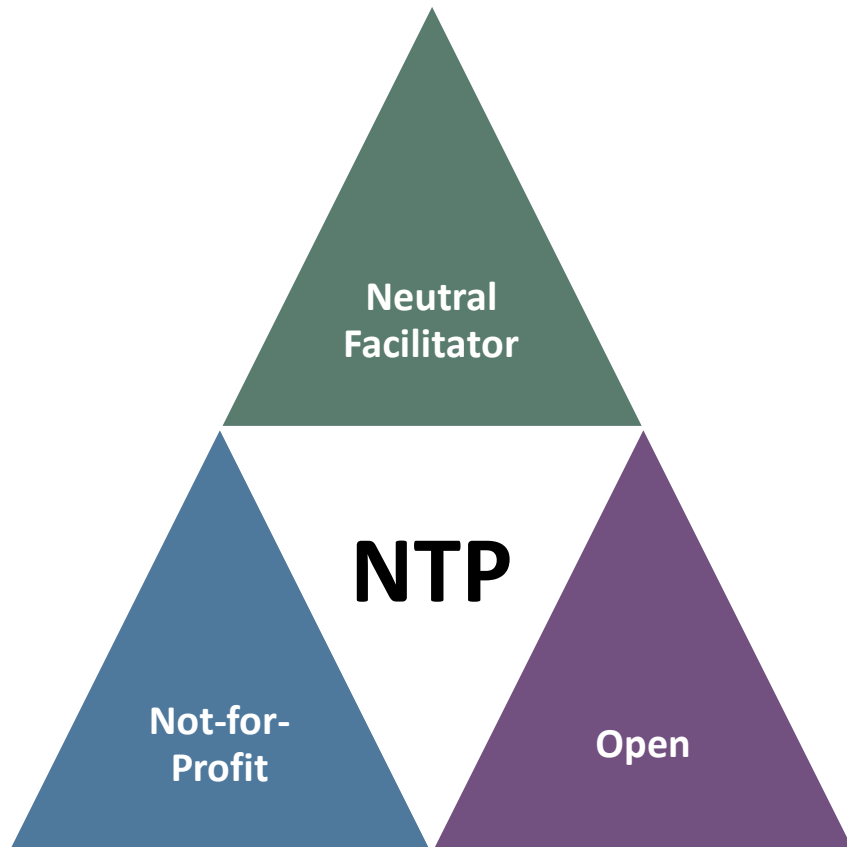 Neutral
Facilitator
NTP
Not-for-
Profit
Open